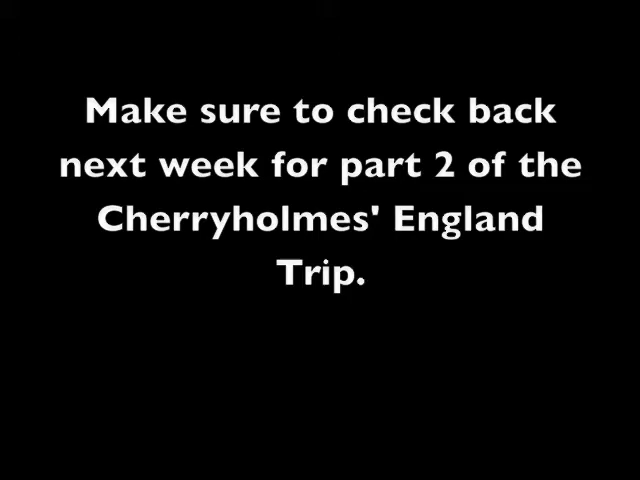 Make sure to check back
next week for part 2 of the
Cherryholmes' England
Trip.